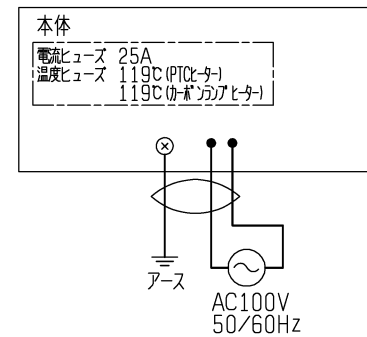 本体
電流ヒューズ 25A
温度ヒューズ 119℃(PTCヒーター)
119℃(カーボンランプヒーター)
アース
AC100V
50/60Hz